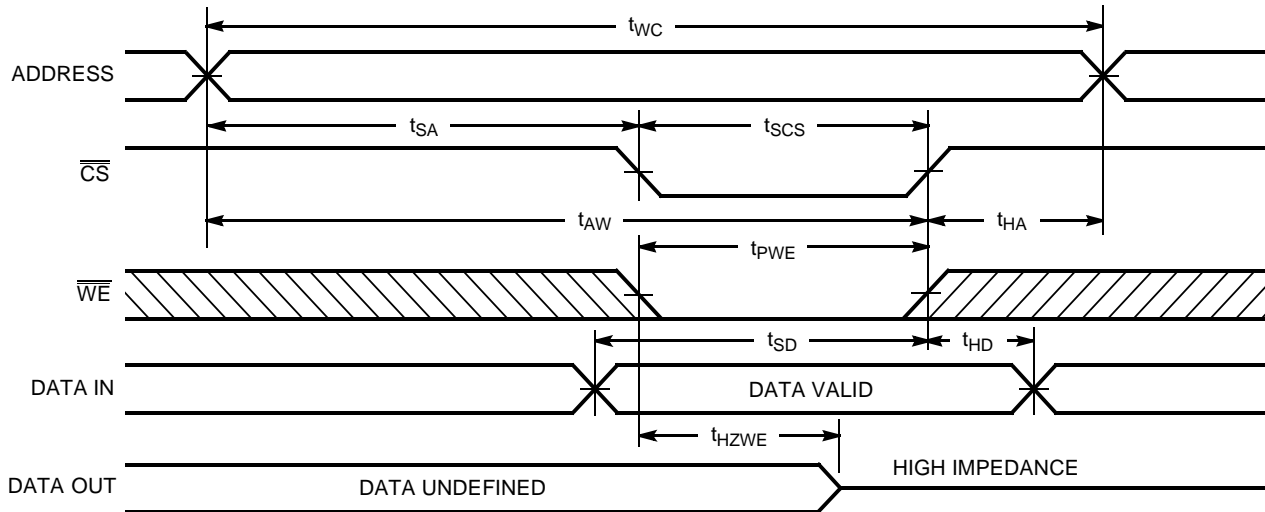 tWC
ADDRESS
tSA
tSCS
CS
tAW
tHA
tPWE
WE
tSD
tHD
DATA IN
DATA VALID
tHZWE
DATA OUT
DATA UNDEFINED
HIGH IMPEDANCE